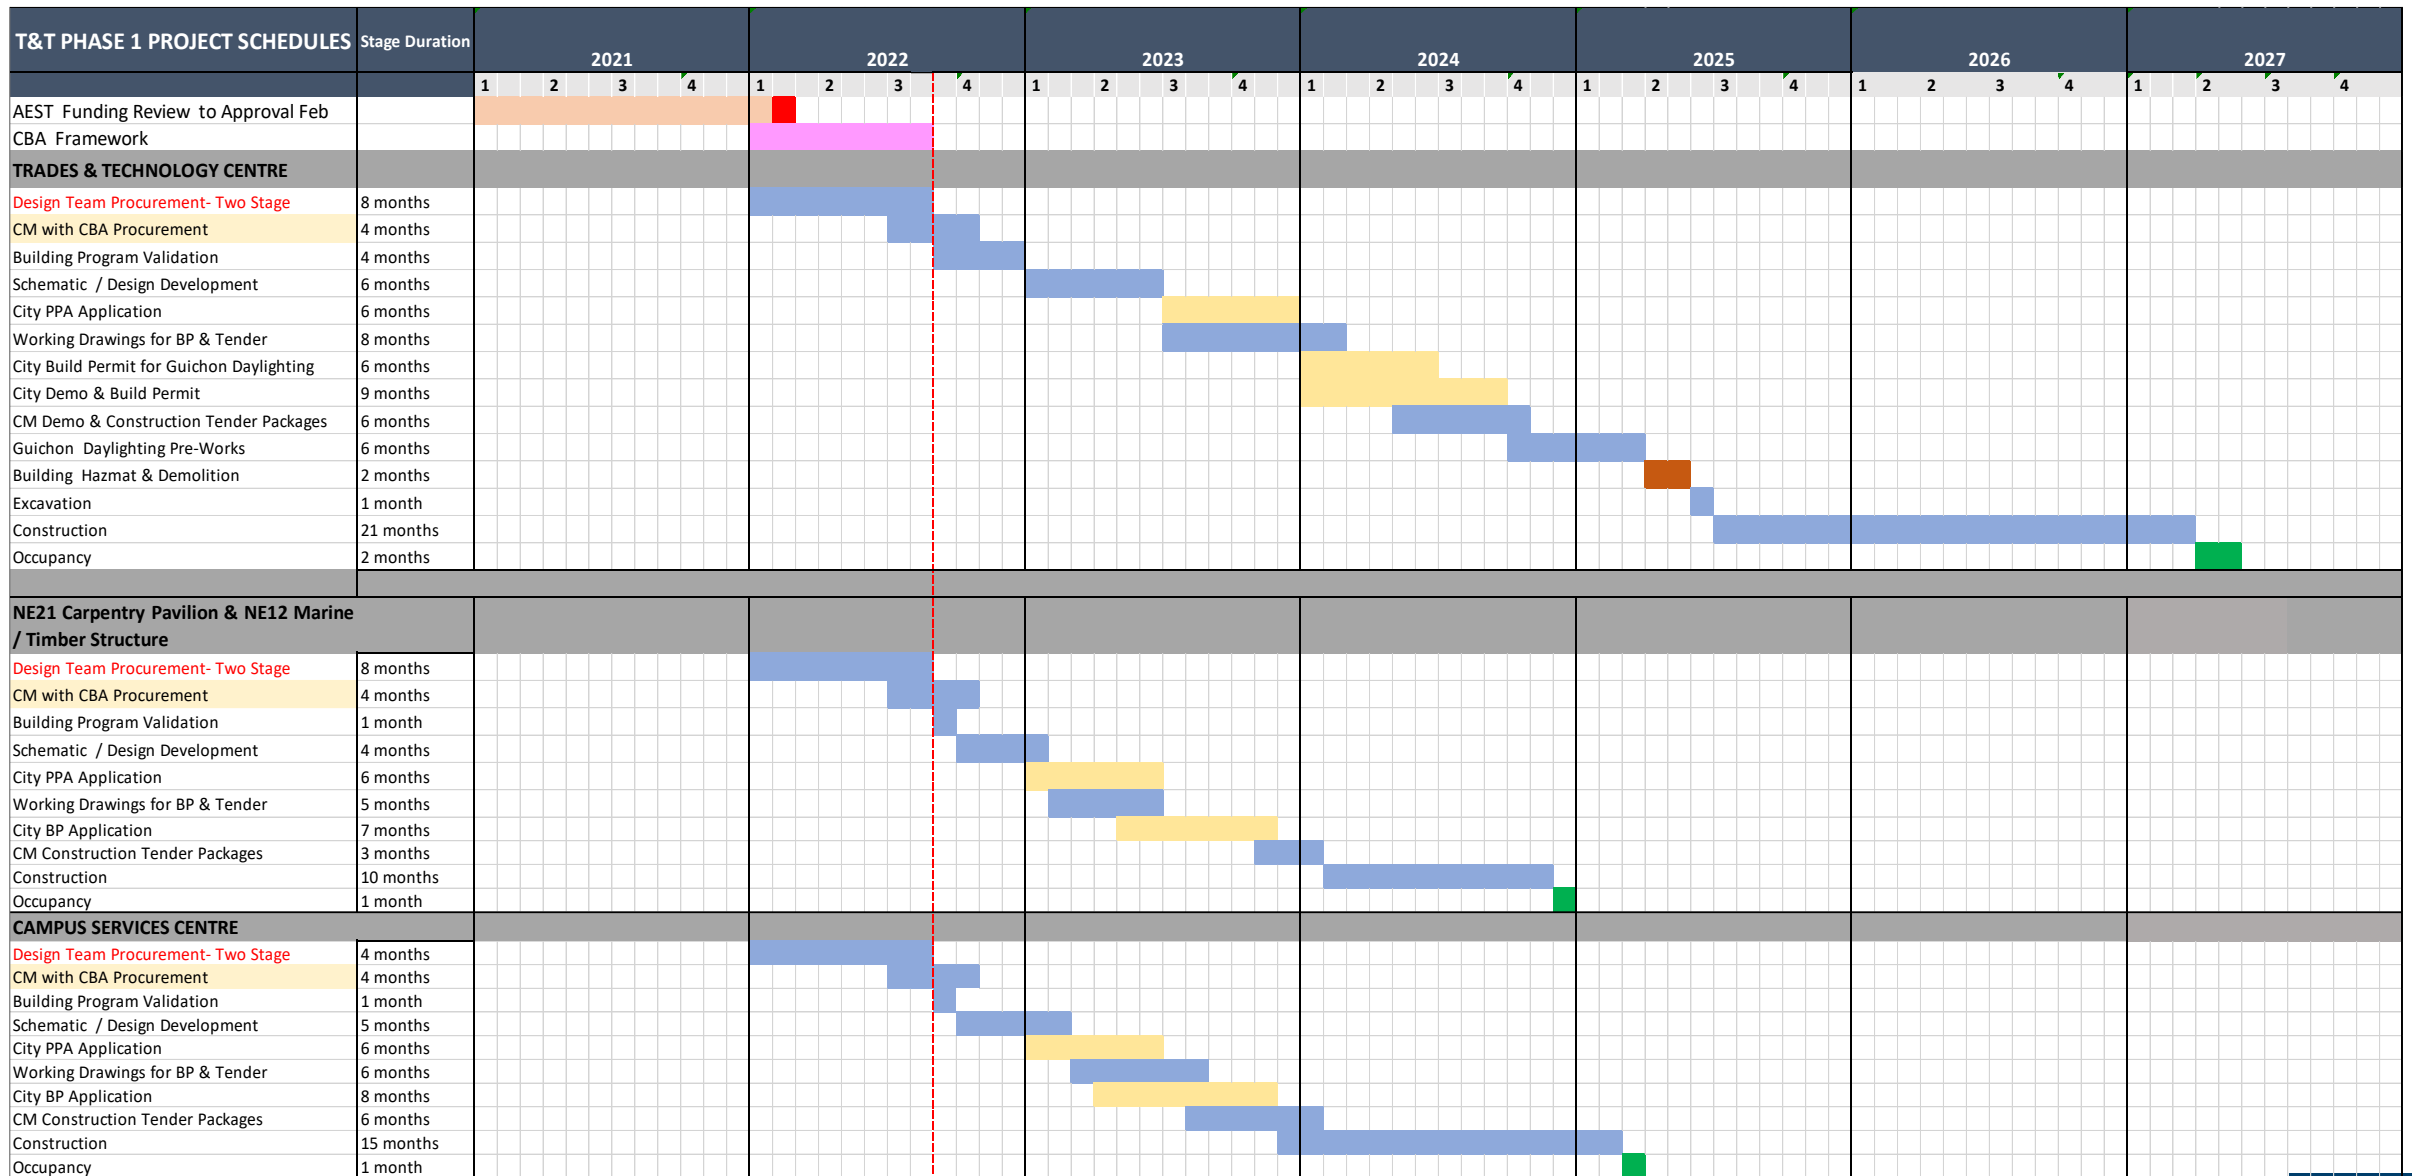 T&T PHASE 1 PROJECT SCHEDULES Stage Duration 2021 2022 2023 2024 2025 2026 2027
1 2 3 4 1 2 3 4 1 2 3 4 1 2 3 4 1 2 3 4 1 2 3 4 1 2 3 4
AEST Funding Review to Approval Feb
CBA Framework
TRADES & TECHNOLOGY CENTRE
Design Team Procurement- Two Stage 8 months
CM with CBA Procurement 4 months
Building Program Validation 4 months
Schematic / Design Development 6 months
City PPA Application 6 months
Working Drawings for BP & Tender 8 months
City Build Permit for Guichon Daylighting 6 months
City Demo & Build Permit 9 months
CM Demo & Construction Tender Packages 6 months
Guichon Daylighting Pre-Works 6 months
Building Hazmat & Demolition 2 months
Excavation 1 month
Construction 21 months
Occupancy 2 months
NE21 Carpentry Pavilion & NE12 Marine
/ Timber Structure
Design Team Procurement- Two Stage 8 months
CM with CBA Procurement 4 months
Building Program Validation 1 month
Schematic / Design Development 4 months
City PPA Application 6 months
Working Drawings for BP & Tender 5 months
City BP Application 7 months
CM Construction Tender Packages 3 months
Construction 10 months
Occupancy 1 month
CAMPUS SERVICES CENTRE
Design Team Procurement- Two Stage 4 months
CM with CBA Procurement 4 months
Building Program Validation 1 month
Schematic / Design Development 5 months
City PPA Application 6 months
Working Drawings for BP & Tender 6 months
City BP Application 8 months
CM Construction Tender Packages 6 months
Construction 15 months
Occupancy 1 month